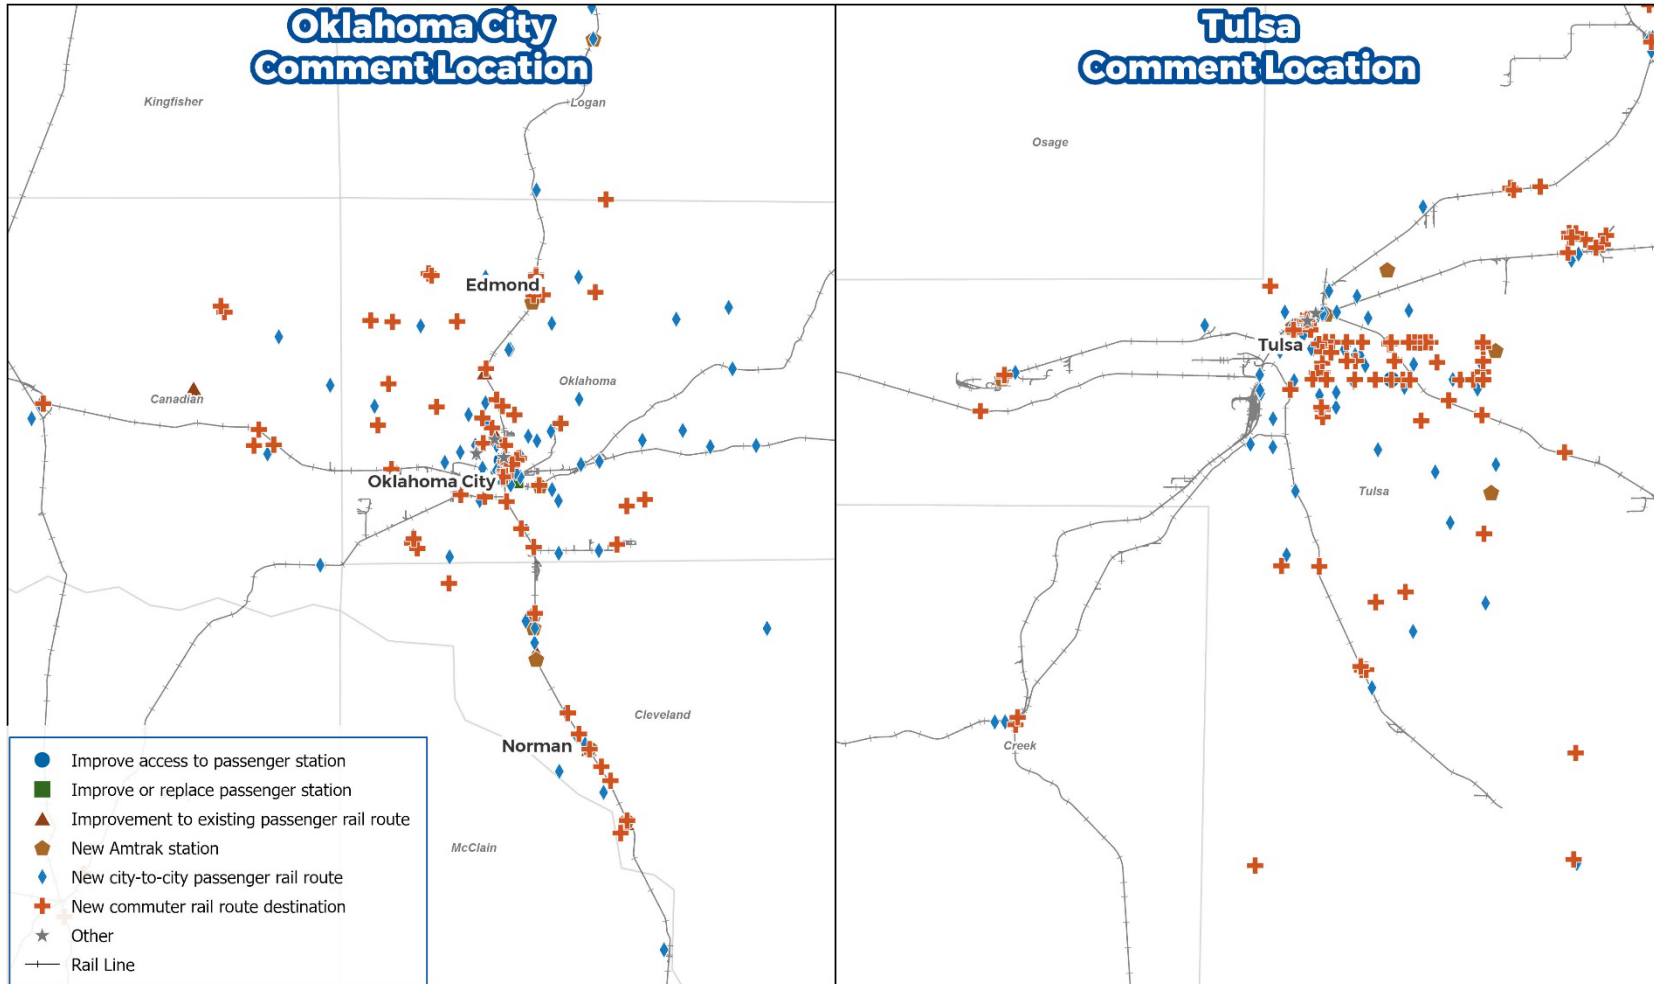 Oklahoma City
Comment Location
Kingfisher
Logan
Edmond
Oklahoma
Canadian
Oklahoma City
Cleveland
Norman
McClain
Improve access to passenger station
Improve or replace passenger station
Improvement to existing passenger rail route
New Amtrak station
New city-to-city passenger rail route
New commuter rail route destination
Other
Rail Line
Tulsa
Comment Location
Osage
Tulsa
Tulsa
Creek